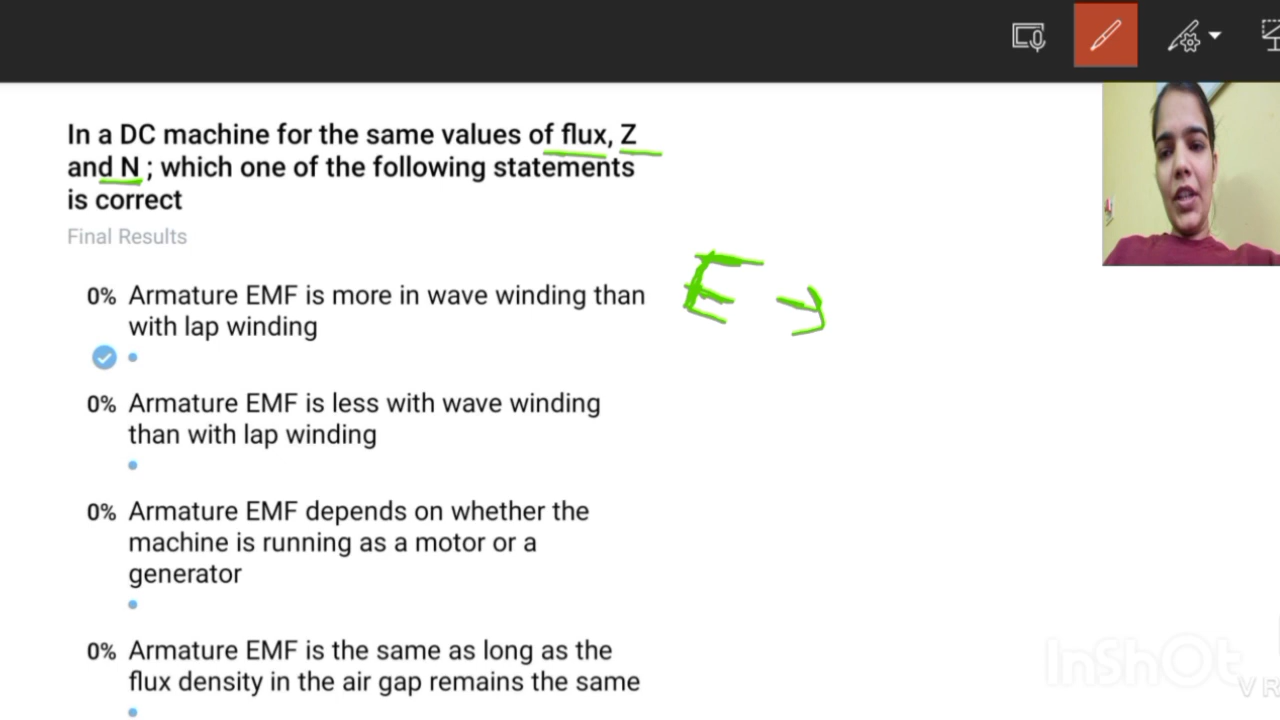 In a DC machine for the same values of flux, Z
and N ; which one of the following statements
is correct
Final Results
0% Armature EMF is more in wave winding than
with lap winding
0% Armature EMF is less with wave winding
than with lap winding
0% Armature EMF depends on whether the
machine is running as a motor or a
generator
0% Armature EMF is the same as long as the
flux density in the air gap remains the same
E →
InShOt
V R